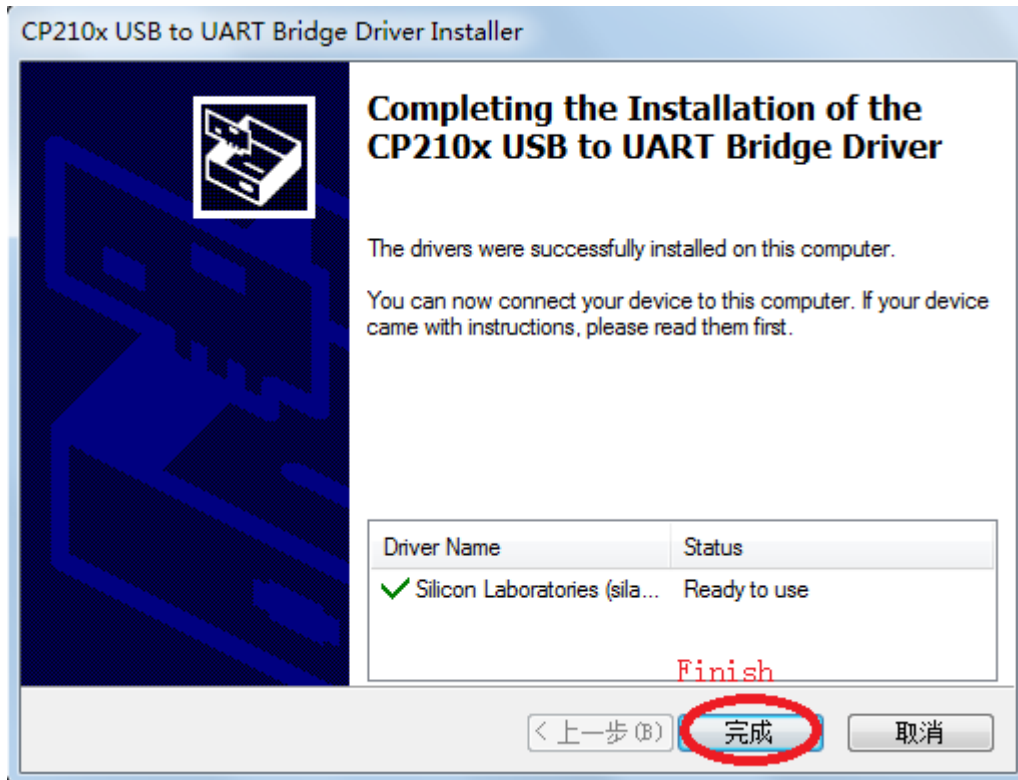 CP210x USB to UART Bridge Driver Installer
Completing the Installation of the
CP210x USB to UART Bridge Driver
The drivers were successfully installed on this computer.
You can now connect your device to this computer. If your device
came with instructions, please read them first.
Driver Name Status
Silicon Laboratories (sila... Ready to use
Finish
< 上一步(B) 完成 取消